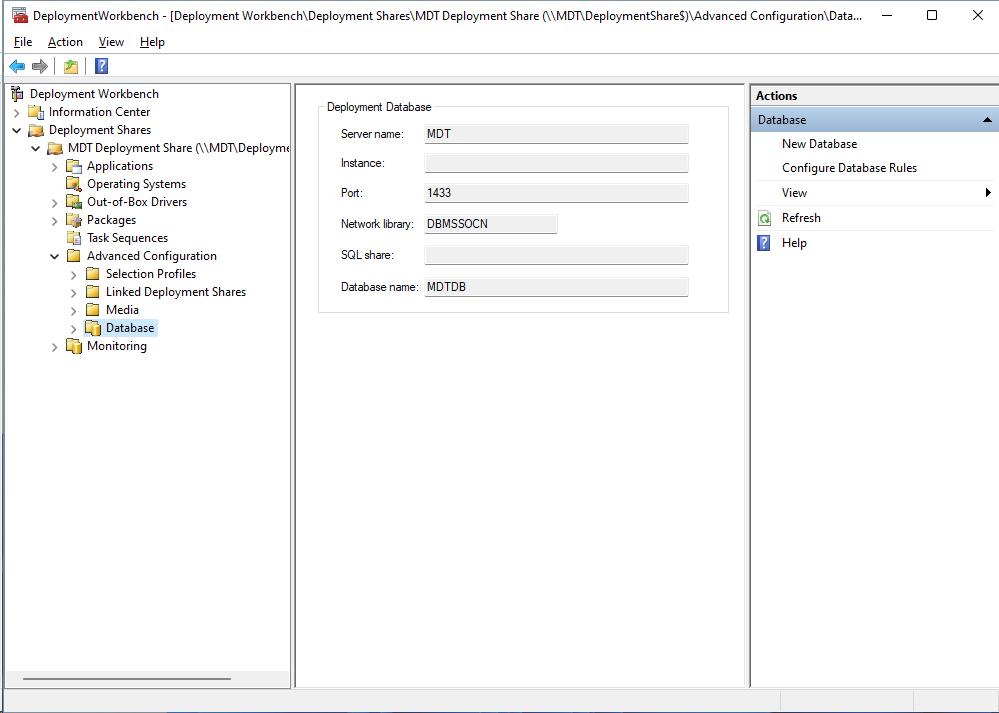 DeploymentWorkbench - [Deployment Workbench\Deployment Shares\MDT Deployment Share (\\MDT\DeploymentShare$)\Advanced Configuration\Data...
File Action View Help
Deployment Workbench
Information Center
Deployment Shares
MDT Deployment Share (\\MDT\Deployme
Applications
Operating Systems
Out-of-Box Drivers
Packages
Task Sequences
Advanced Configuration
Selection Profiles
Linked Deployment Shares
Media
Database
Monitoring
Deployment Database
Server name: MDT
Instance:
Port: 1433
Network library: DBMSSOCN
SQL share:
Database name: MDTDB
Actions
Database
New Database
Configure Database Rules
View
Refresh
Help